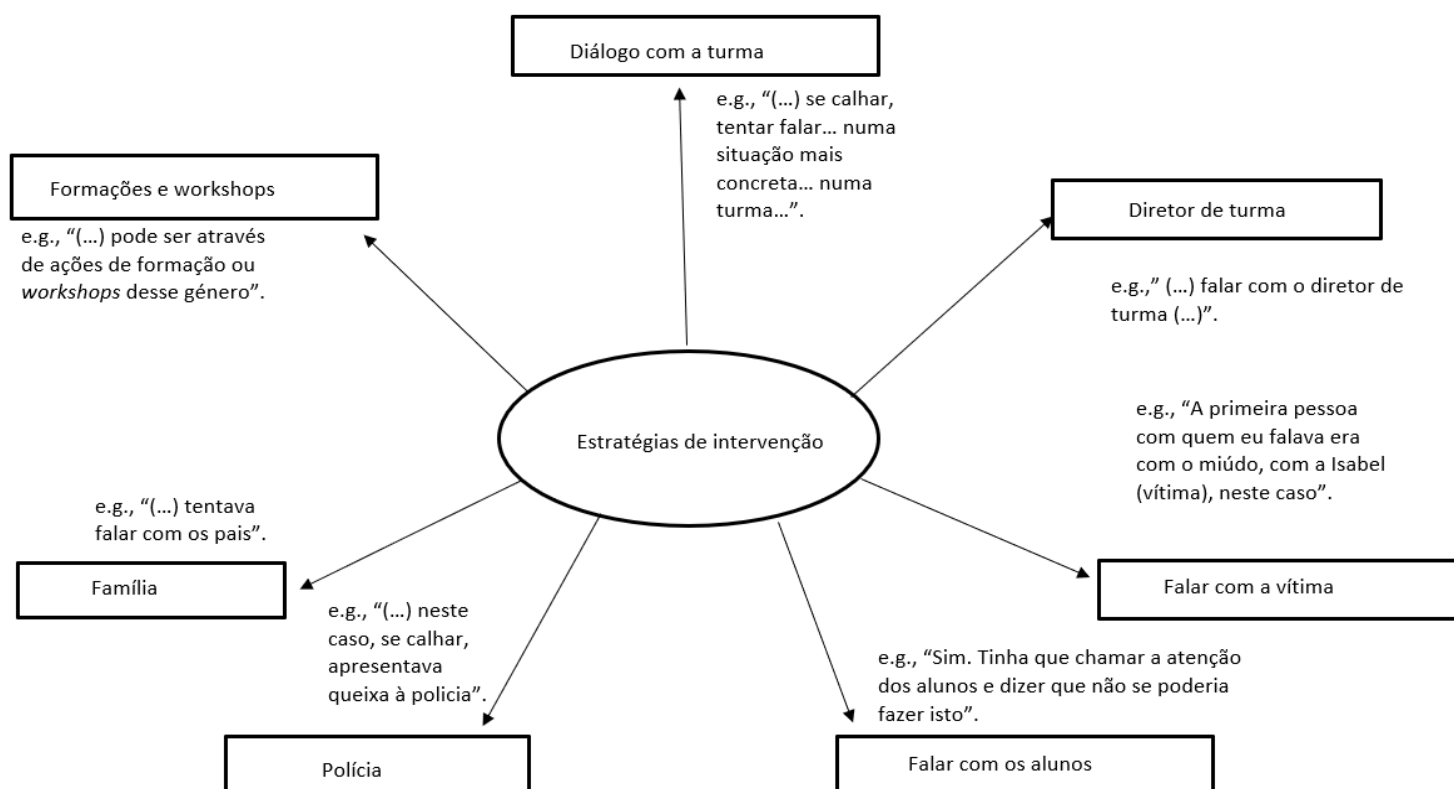 Diálogo com a turma
e.g., “(…) se calhar,
tentar falar… numa
situação mais
concreta… numa
turma…”.
Formações e workshops
e.g., “(…) pode ser através
de ações de formação ou
workshops desse género”.
Diretor de turma
e.g.,” (…) falar com o diretor de
turma (…)”.
Estratégias de intervenção
e.g., “A primeira pessoa
com quem eu falava era
com o miúdo, com a Isabel
(vítima), neste caso”.
Falar com a vítima
e.g., “(…) tentava
falar com os pais”.
Família
e.g., “(…) neste
caso, se calhar,
apresentava
queixa à policia”.
Polícia
e.g., “Sim. Tinha que chamar a atenção
dos alunos e dizer que não se poderia
fazer isto”.
Falar com os alunos